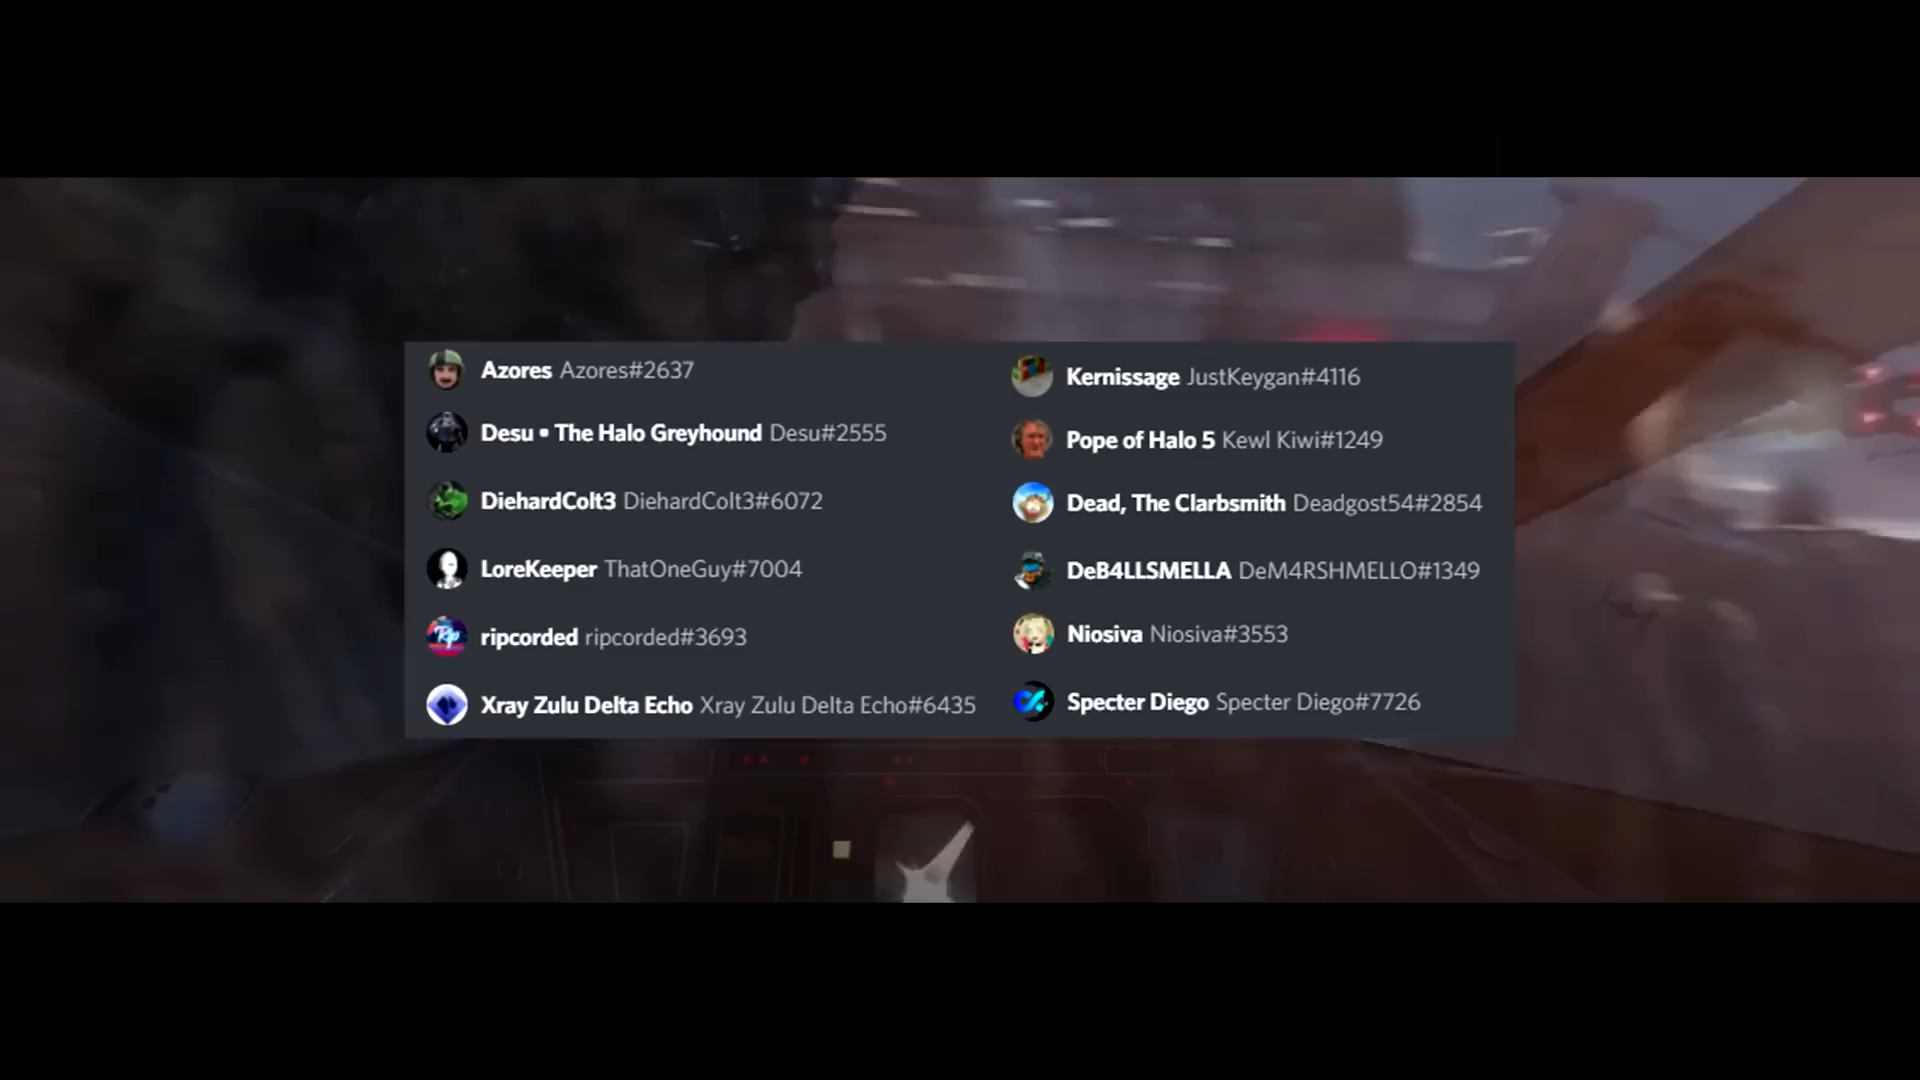 Azores Azores#2637
Desu ▪ The Halo Greyhound Desu#2555
DiehardColt3 DiehardColt3#6072
LoreKeeper ThatOneGuy#7004
ripcorded ripcorded#3693
Xray Zulu Delta Echo Xray Zulu Delta Echo#6435
Kernissage JustKeygan#4116
Pope of Halo 5 Kewl Kiwi#1249
Dead, The Clarbsmith Deadgost54#2854
DeB4LLSMELLA DeM4RSHMELLO#1349
Niosiva Niosiva#3553
Specter Diego Specter Diego#7726
Rip